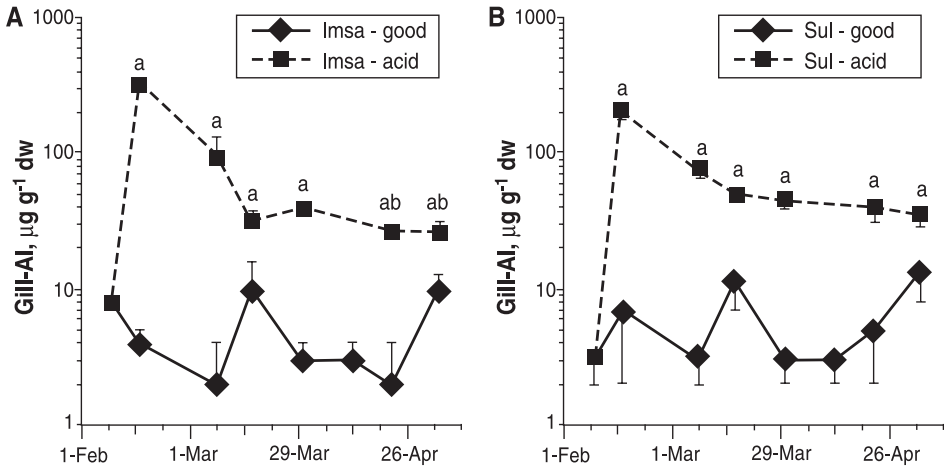 A
1000
100
10
1
Gill-Al, µg g⁻¹ dw
Imsa - good
Imsa - acid
a
a
a
a
ab
ab
1-Feb
1-Mar
29-Mar
26-Apr
B
1000
100
10
1
Gill-Al, µg g⁻¹ dw
Sul - good
Sul - acid
a
a
a
a
a
a
1-Feb
1-Mar
29-Mar
26-Apr